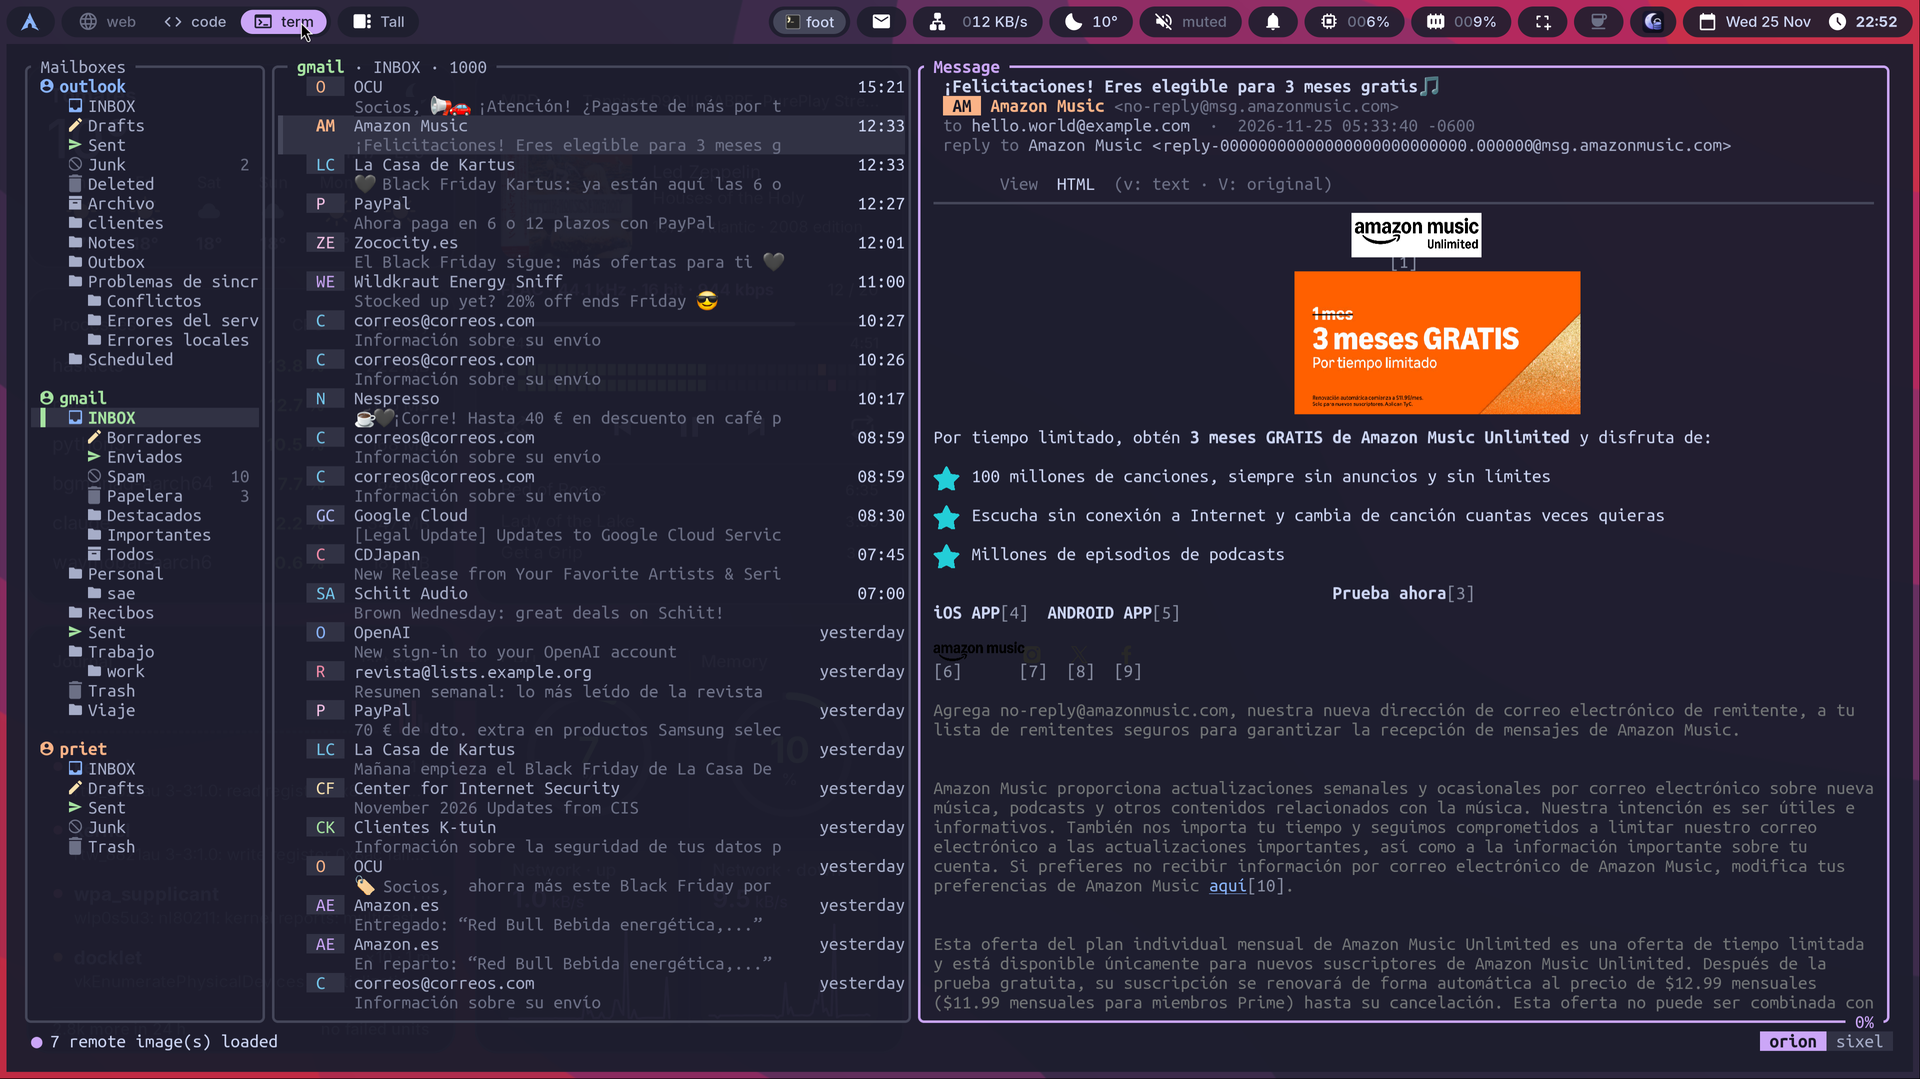 web code term Tall foot 012 KB/s 10° muted 006% 009% Wed 25 Nov 22:52
Mailboxes
outlook
INBOX
Drafts
Sent
Junk 2
Deleted
Archivo
clientes
Notes
Outbox
Problemas de sincr
Conflictos
Errores del serv
Errores locales
Scheduled
gmail
INBOX
Borradores
Enviados
Spam 10
Papelera 3
Destacados
Importantes
Todos
Personal
sae
Recibos
Sent
Trabajo
work
Trash
Viaje
priet
INBOX
Drafts
Sent
Junk
Trash
gmail · INBOX · 1000
O OCU 15:21
Socios, 📢🚗 ¡Atención! ¿Pagaste de más por t
AM Amazon Music 12:33
¡Felicitaciones! Eres elegible para 3 meses g
LC La Casa de Kartus 12:33
🖤 Black Friday Kartus: ya están aquí las 6 o
P PayPal 12:27
Ahora paga en 6 o 12 plazos con PayPal
ZE Zococity.es 12:01
El Black Friday sigue: más ofertas para ti 🖤
WE Wildkraut Energy Sniff 11:00
Stocked up yet? 20% off ends Friday 😎
C correos@correos.com 10:27
Información sobre su envío
C correos@correos.com 10:26
Información sobre su envío
N Nespresso 10:17
☕🖤¡Corre! Hasta 40 € en descuento en café p
C correos@correos.com 08:59
Información sobre su envío
C correos@correos.com 08:59
Información sobre su envío
GC Google Cloud 08:30
[Legal Update] Updates to Google Cloud Servic
C CDJapan 07:45
New Release from Your Favorite Artists & Seri
SA Schiit Audio 07:00
Brown Wednesday: great deals on Schiit!
O OpenAI yesterday
New sign-in to your OpenAI account
R revista@lists.example.org yesterday
Resumen semanal: lo más leído de la revista
P PayPal yesterday
70 € de dto. extra en productos Samsung selec
LC La Casa de Kartus yesterday
Mañana empieza el Black Friday de La Casa De
CF Center for Internet Security yesterday
November 2026 Updates from CIS
CK Clientes K-tuin yesterday
Información sobre la seguridad de tus datos p
O OCU yesterday
🏷️ Socios, ahorra más este Black Friday por
AE Amazon.es yesterday
Entregado: “Red Bull Bebida energética,...”
AE Amazon.es yesterday
En reparto: “Red Bull Bebida energética,...”
C correos@correos.com yesterday
Información sobre su envío
Message
¡Felicitaciones! Eres elegible para 3 meses gratis🎵
AM Amazon Music <no-reply@msg.amazonmusic.com>
to hello.world@example.com · 2026-11-25 05:33:40 -0600
reply to Amazon Music <reply-00000000000000000000000000.000000@msg.amazonmusic.com>
View HTML (v: text · V: original)
amazon music
Unlimited
[1]
1 mes
3 meses GRATIS
Por tiempo limitado
Por tiempo limitado, obtén 3 meses GRATIS de Amazon Music Unlimited y disfruta de:
100 millones de canciones, siempre sin anuncios y sin límites
Escucha sin conexión a Internet y cambia de canción cuantas veces quieras
Millones de episodios de podcasts
Prueba ahora[3]
iOS APP[4] ANDROID APP[5]
amazon music
[6] [7] [8] [9]
Agrega no-reply@amazonmusic.com, nuestra nueva dirección de correo electrónico de remitente, a tu
lista de remitentes seguros para garantizar la recepción de mensajes de Amazon Music.
Amazon Music proporciona actualizaciones semanales y ocasionales por correo electrónico sobre nueva
música, podcasts y otros contenidos relacionados con la música. Nuestra intención es ser útiles e
informativos. También nos importa tu tiempo y seguimos comprometidos a limitar nuestro correo
electrónico a las actualizaciones importantes, así como a la información importante sobre tu
cuenta. Si prefieres no recibir información por correo electrónico de Amazon Music, modifica tus
preferencias de Amazon Music aquí[10].
Esta oferta del plan individual mensual de Amazon Music Unlimited es una oferta de tiempo limitada
y está disponible únicamente para nuevos suscriptores de Amazon Music Unlimited. Después de la
prueba gratuita, su suscripción se renovará de forma automática al precio de $12.99 mensuales
($11.99 mensuales para miembros Prime) hasta su cancelación. Esta oferta no puede ser combinada con
0%
7 remote image(s) loaded
orion sixel